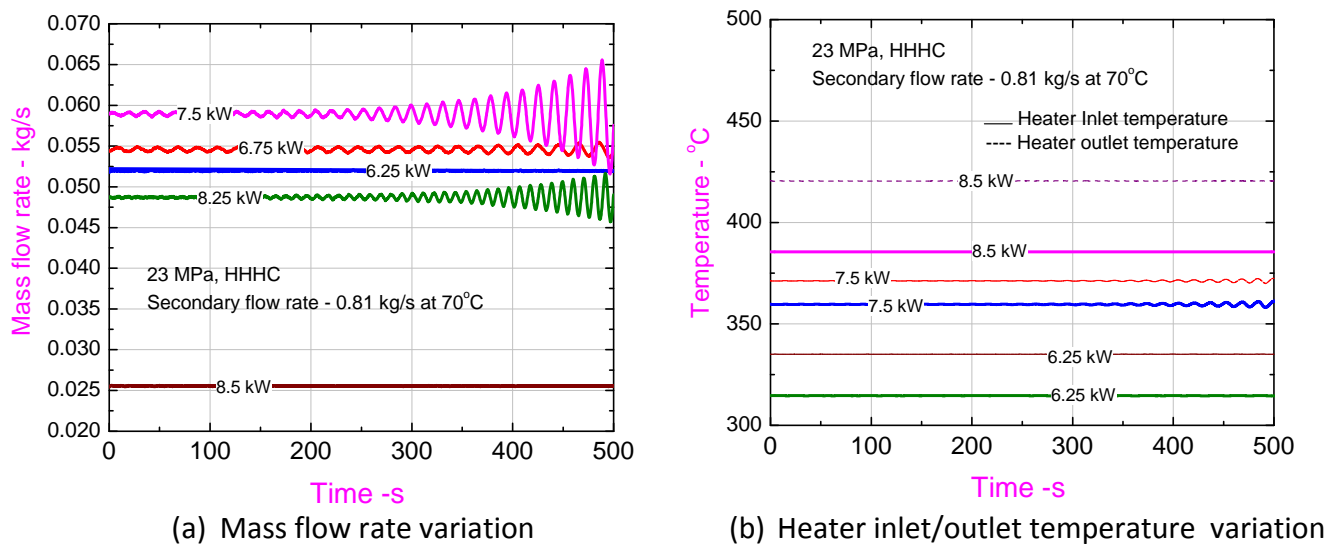 0.070
0.065
0.060
0.055
0.050
0.045
0.040
0.035
0.030
0.025
0.020
Mass flow rate - kg/s
7.5 kW
6.75 kW
6.25 kW
8.25 kW
23 MPa, HHHC
Secondary flow rate - 0.81 kg/s at 70°C
8.5 kW
0 100 200 300 400 500
Time -s
(a) Mass flow rate variation
500
450
400
350
300
Temperature - °C
23 MPa, HHHC
Secondary flow rate - 0.81 kg/s at 70°C
Heater Inlet temperature
Heater outlet temperature
8.5 kW
8.5 kW
7.5 kW
7.5 kW
6.25 kW
6.25 kW
0 100 200 300 400 500
Time -s
(b) Heater inlet/outlet temperature variation